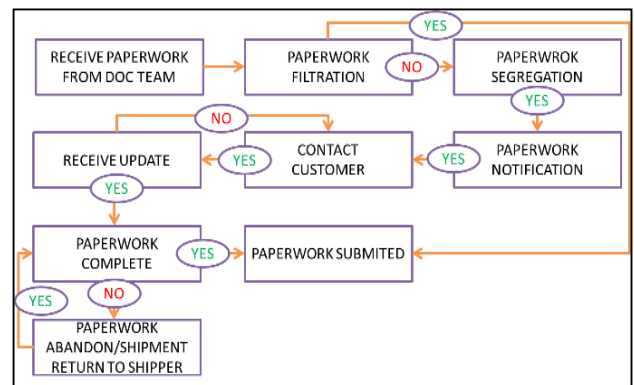 YES
RECEIVE PAPERWORK
FROM DOC TEAM
PAPERWORK
FILTRATION
NO
PAPERWROK
SEGREGATION
YES
NO
RECEIVE UPDATE
YES
CONTACT
CUSTOMER
YES
PAPERWORK
NOTIFICATION
YES
PAPERWORK
COMPLETE
YES
PAPERWORK SUBMITED
YES
NO
PAPERWORK
ABANDON/SHIPMENT
RETURN TO SHIPPER